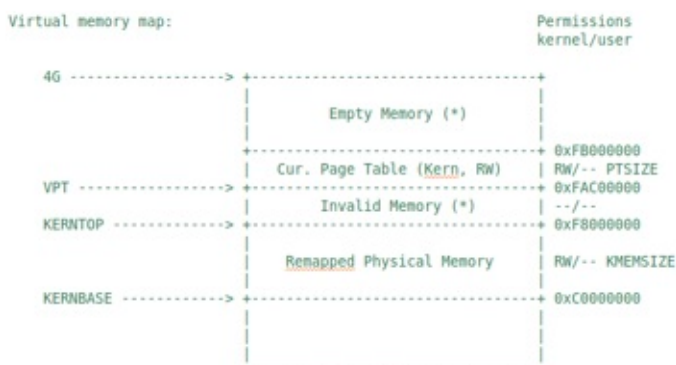 Virtual memory map: Permissions
kernel/user
4G ------------------> +--------------------------------+
Empty Memory (*)
+--------------------------------+ 0xFB000000
Cur. Page Table (Kern, RW) | RW/-- PTSIZE
VPT -----------------> +--------------------------------+ 0xFAC00000
Invalid Memory (*) | --/--
KERNTOP -------------> +--------------------------------+ 0xF8000000
Remapped Physical Memory | RW/-- KMEMSIZE
KERNBASE ------------> +--------------------------------+ 0xC0000000